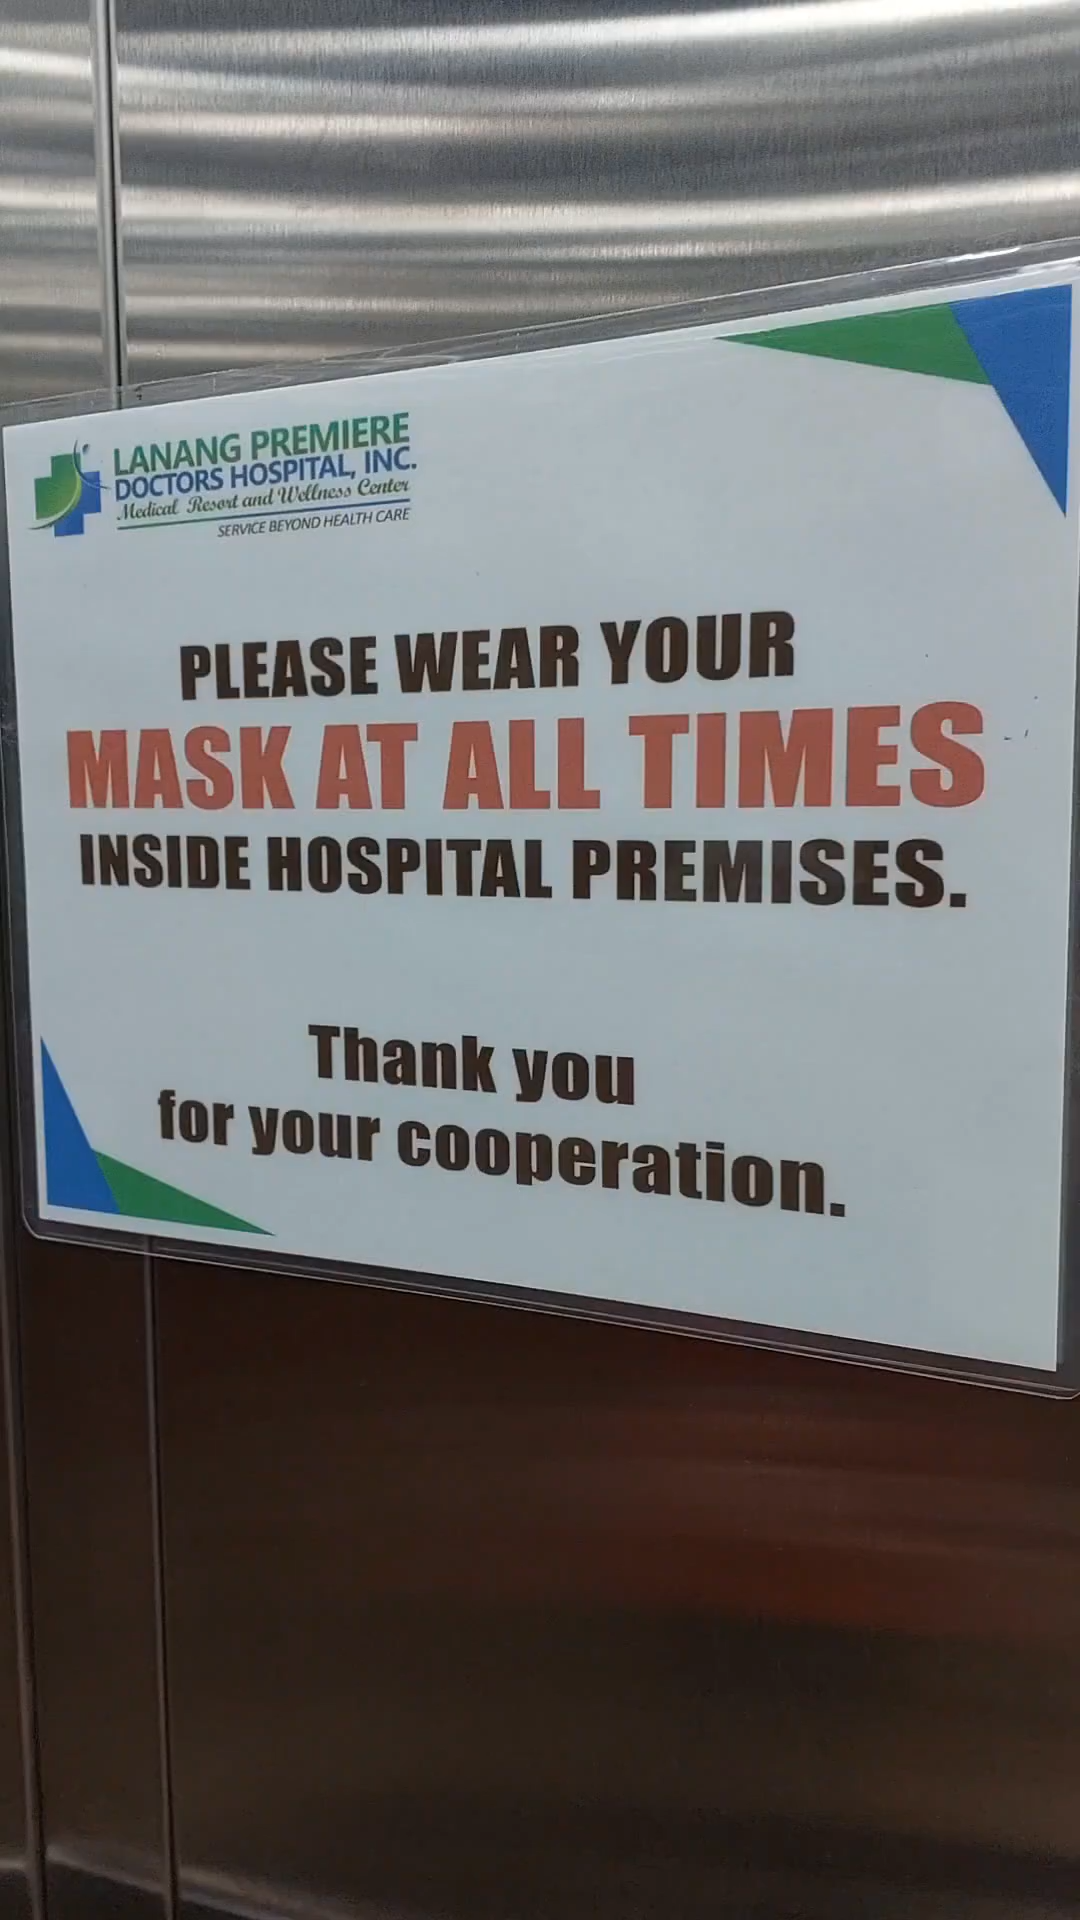 LANANG PREMIERE
DOCTORS HOSPITAL, INC.
Medical Resort and Wellness Center
SERVICE BEYOND HEALTH CARE
PLEASE WEAR YOUR
MASK AT ALL TIMES
INSIDE HOSPITAL PREMISES.
Thank you
for your cooperation.